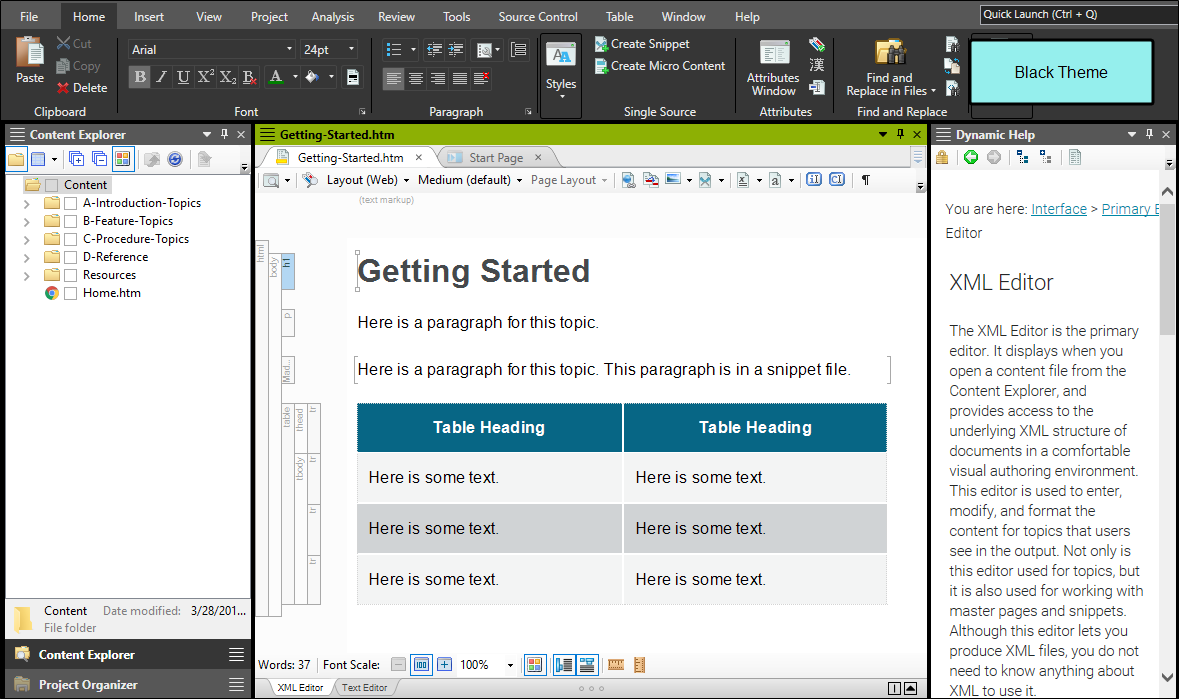 File Home Insert View Project Analysis Review Tools Source Control Table Window Help Quick Launch (Ctrl + Q)
Paste
Cut
Copy
Delete
Clipboard
Arial 24pt
B I U X² X₂ B A
Font
Paragraph
AA
Styles
Create Snippet
Create Micro Content
Single Source
Attributes
Window
漢
Attributes
Find and
Replace in Files
Find and Replace
Black Theme
Content Explorer
Content
A-Introduction-Topics
B-Feature-Topics
C-Procedure-Topics
D-Reference
Resources
Home.htm
Content Date modified: 3/28/201...
File folder
Content Explorer
Project Organizer
Getting-Started.htm
Getting-Started.htm Start Page
Layout (Web) Medium (default) Page Layout x a ¶
(text markup)
html
body
h1
p
Mad...
table
thead
tr
tbody
tr
tr
tr
Getting Started
Here is a paragraph for this topic.
Here is a paragraph for this topic. This paragraph is in a snippet file.
Table Heading Table Heading
Here is some text. Here is some text.
Here is some text. Here is some text.
Here is some text. Here is some text.
Words: 37 Font Scale: 100%
XML Editor Text Editor
Dynamic Help
You are here: Interface > Primary E
Editor
XML Editor
The XML Editor is the primary
editor. It displays when you
open a content file from the
Content Explorer, and
provides access to the
underlying XML structure of
documents in a comfortable
visual authoring environment.
This editor is used to enter,
modify, and format the
content for topics that users
see in the output. Not only is
this editor used for topics, but
it is also used for working with
master pages and snippets.
Although this editor lets you
produce XML files, you do not
need to know anything about
XML to use it.